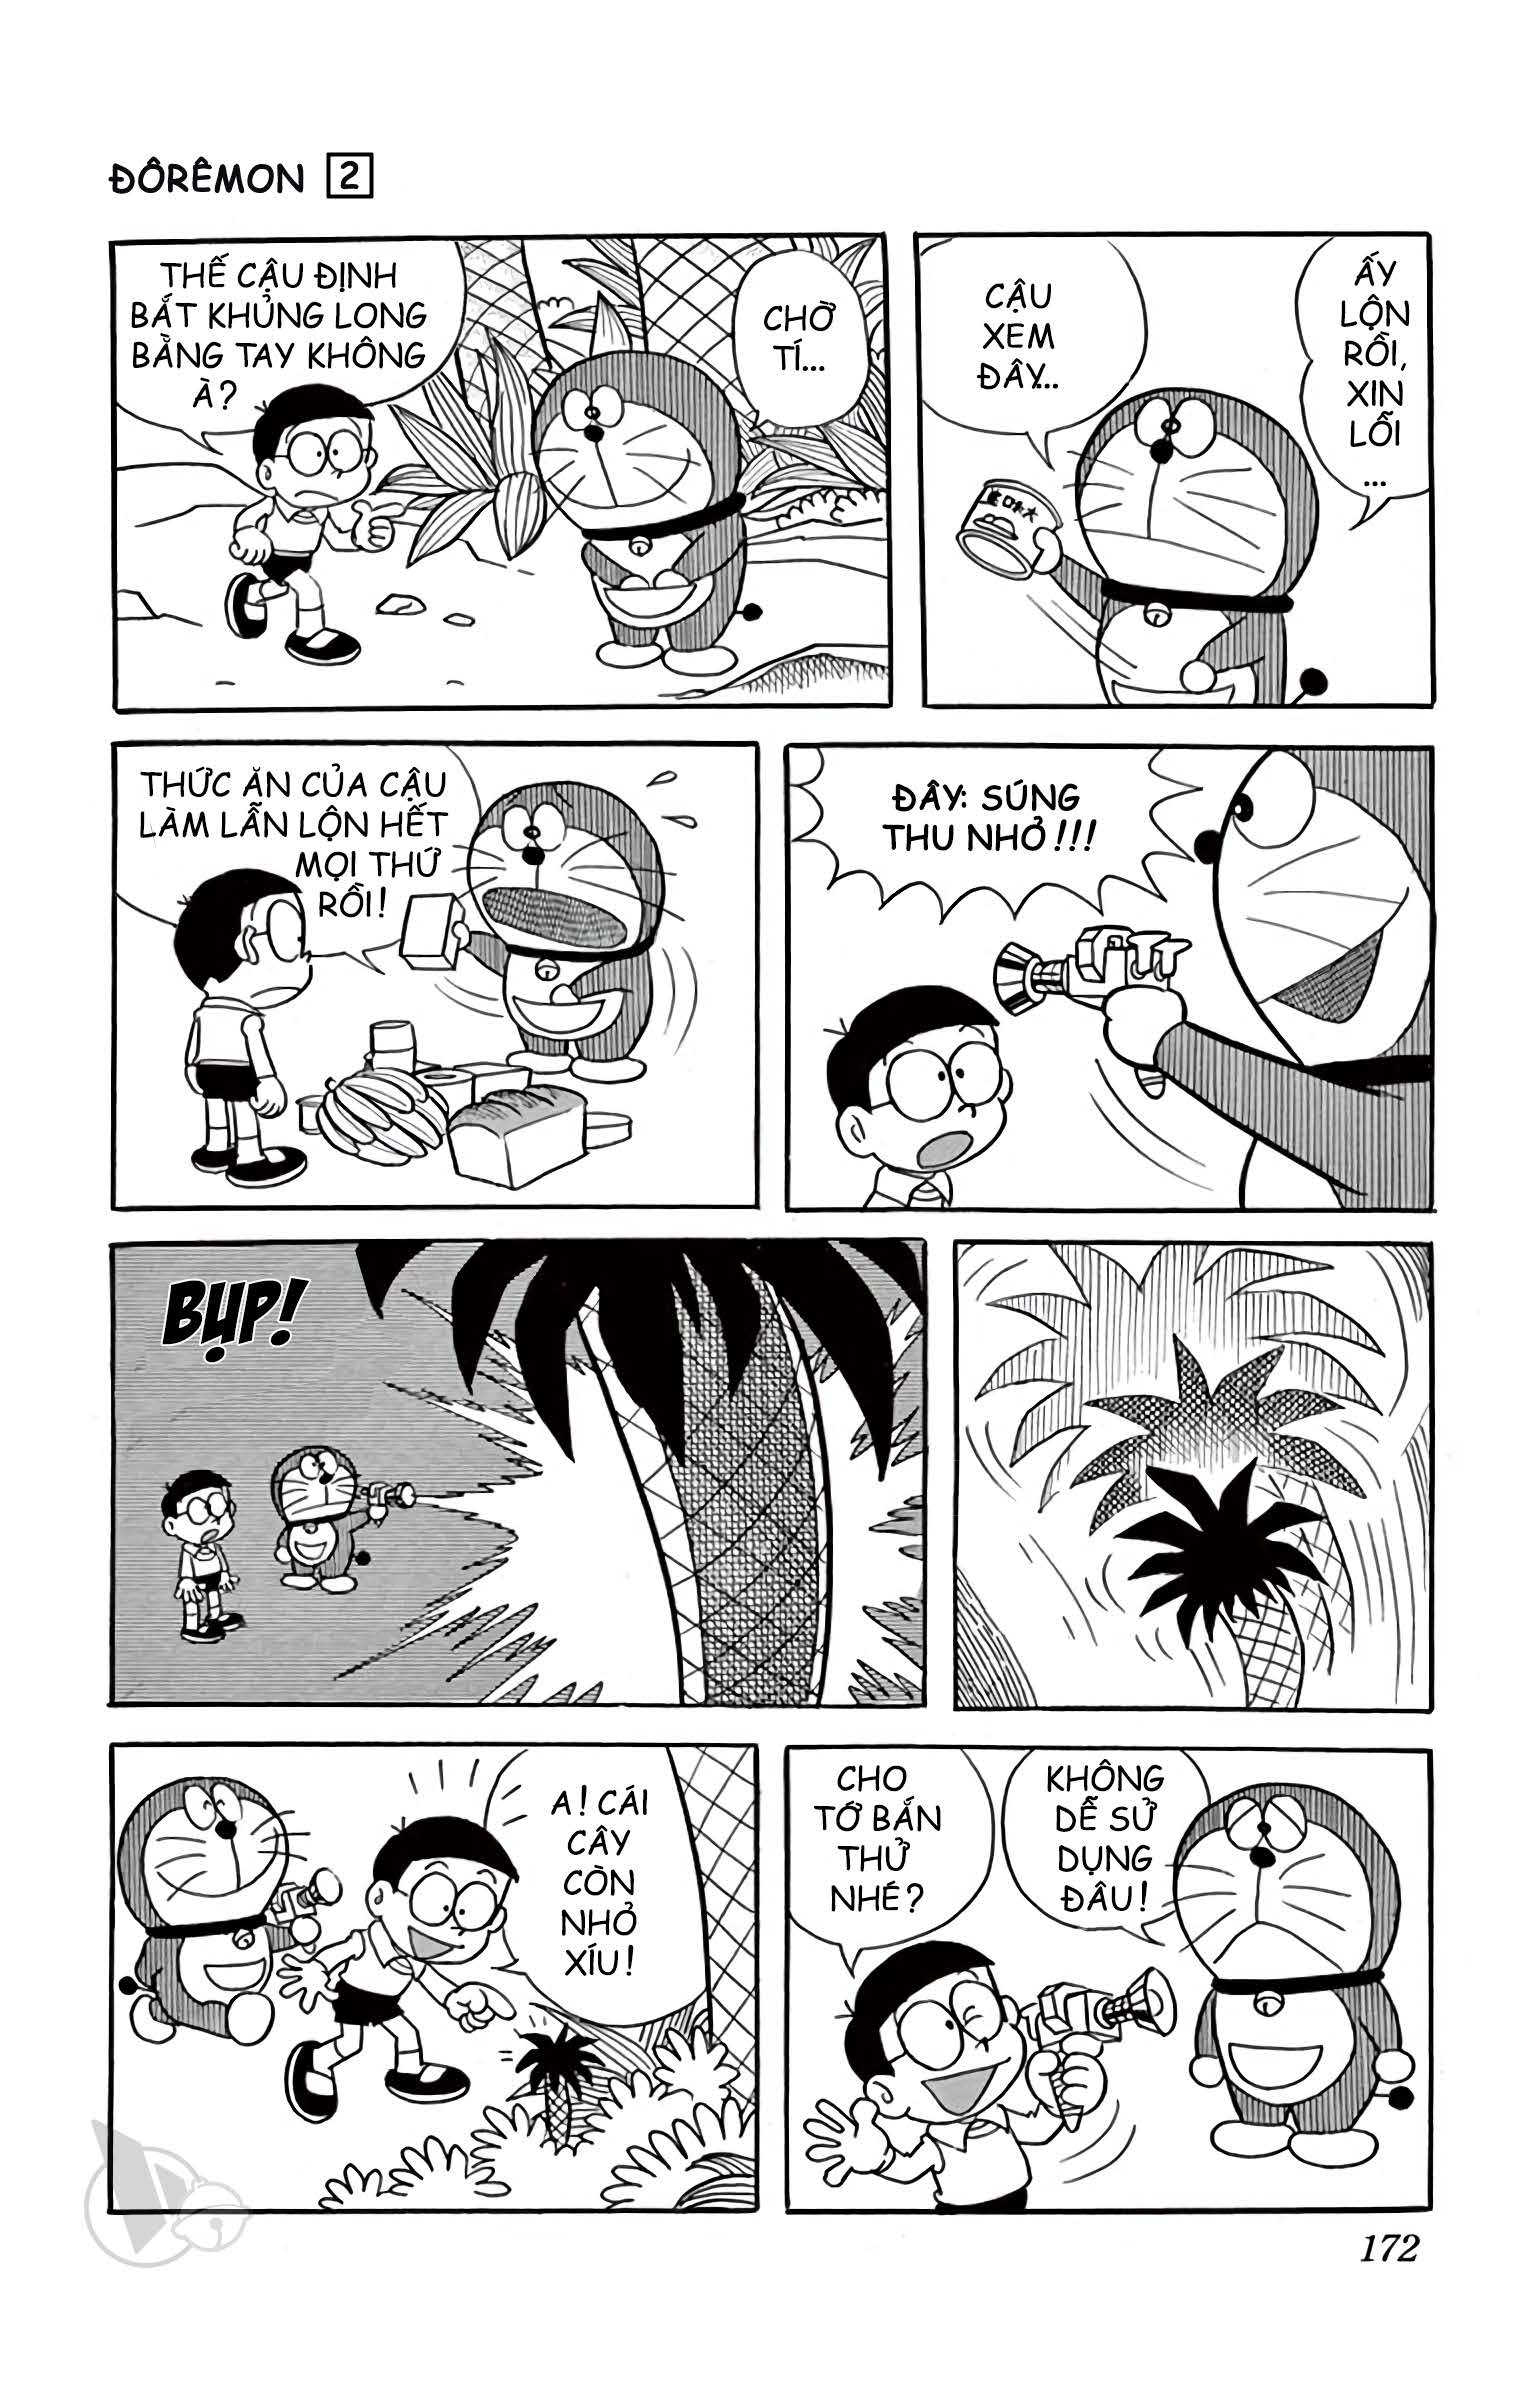 ĐÔRÊMON 2
THẾ CẬU ĐỊNH
BẮT KHỦNG LONG
BẰNG TAY KHÔNG
À?
CHỜ
TÍ...
CẬU
XEM
ĐÂY...
ẤY
LỘN
RỒI,
XIN
LỖI
...
THỨC ĂN CỦA CẬU
LÀM LẪN LỘN HẾT
MỌI THỨ
RỒI!
ĐÂY: SÚNG
THU NHỎ!!!
BỤP!
A! CÁI
CÂY
CÒN
NHỎ
XÍU!
CHO
TỚ BẮN
THỬ
NHÉ?
KHÔNG
DỄ SỬ
DỤNG
ĐÂU!
172